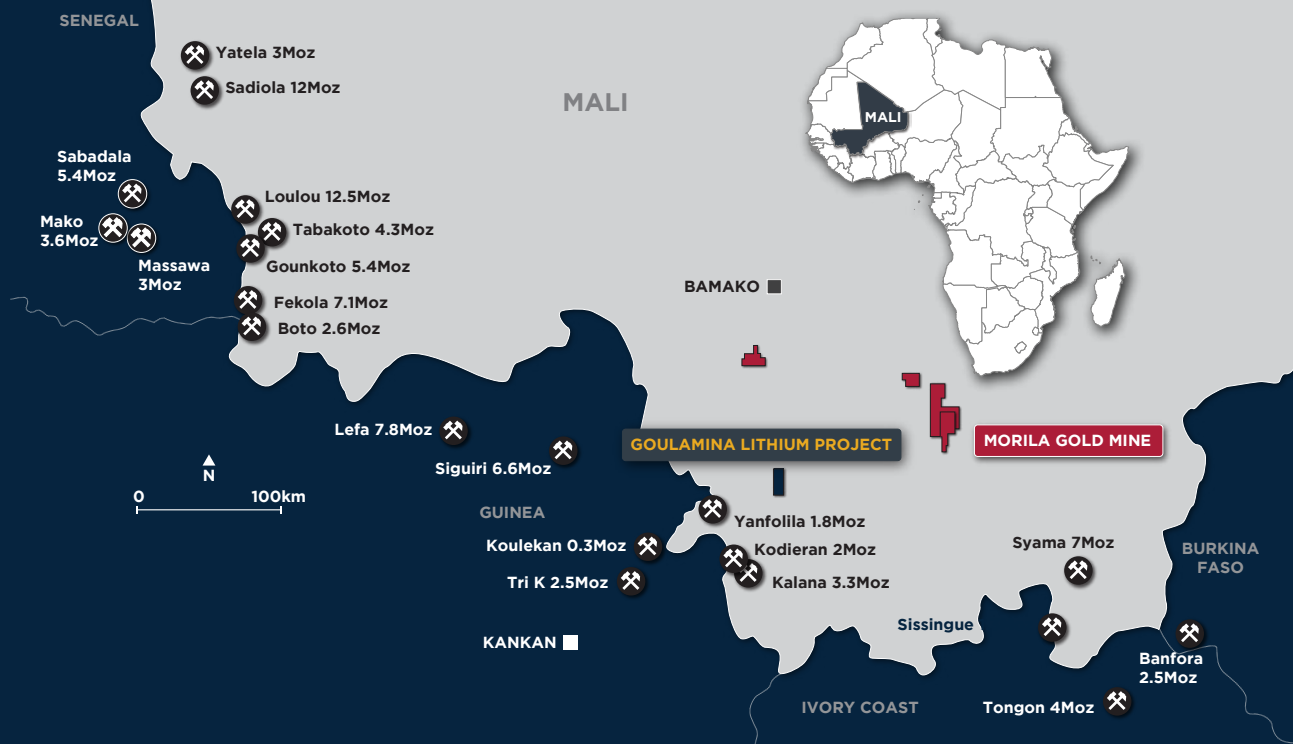 SENEGAL
Yatela 3Moz
Sadiola 12Moz
MALI
MALI
Sabadala
5.4Moz
Mako
3.6Moz
Massawa
3Moz
Loulou 12.5Moz
Tabakoto 4.3Moz
Gounkoto 5.4Moz
Fekola 7.1Moz
Boto 2.6Moz
BAMAKO
Lefa 7.8Moz
Siguiri 6.6Moz
GOULAMINA LITHIUM PROJECT
MORILA GOLD MINE
N
0 100km
GUINEA
Yanfolila 1.8Moz
Koulekan 0.3Moz
Kodieran 2Moz
Tri K 2.5Moz
Kalana 3.3Moz
Syama 7Moz
BURKINA
FASO
KANKAN
Sissingue
Banfora
2.5Moz
IVORY COAST
Tongon 4Moz